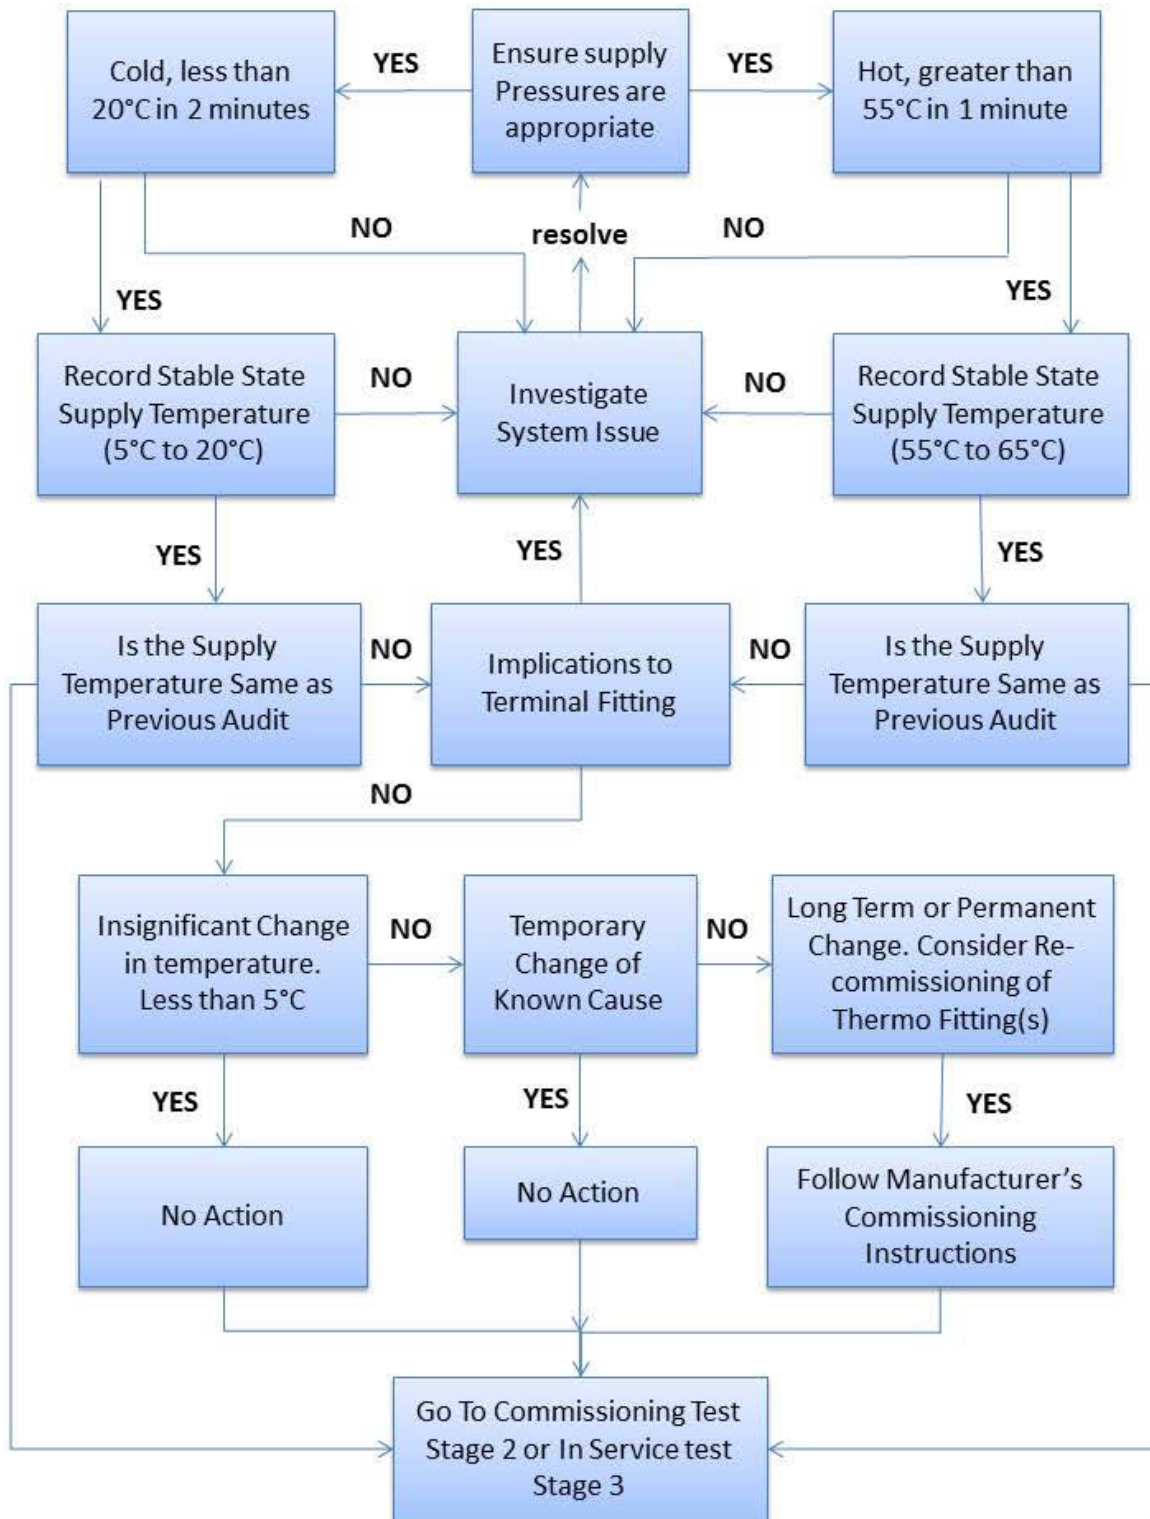 Cold, less than
20°C in 2 minutes
YES
Ensure supply
Pressures are
appropriate
YES
Hot, greater than
55°C in 1 minute
NO
resolve
NO
YES
YES
Record Stable State
Supply Temperature
(5°C to 20°C)
NO
Investigate
System Issue
NO
Record Stable State
Supply Temperature
(55°C to 65°C)
YES
YES
YES
Is the Supply
Temperature Same as
Previous Audit
NO
Implications to
Terminal Fitting
NO
Is the Supply
Temperature Same as
Previous Audit
NO
Insignificant Change
in temperature.
Less than 5°C
NO
Temporary
Change of
Known Cause
NO
Long Term or Permanent
Change. Consider Re-
commissioning of
Thermo Fitting(s)
YES
YES
YES
No Action
No Action
Follow Manufacturer’s
Commissioning
Instructions
Go To Commissioning Test
Stage 2 or In Service test
Stage 3